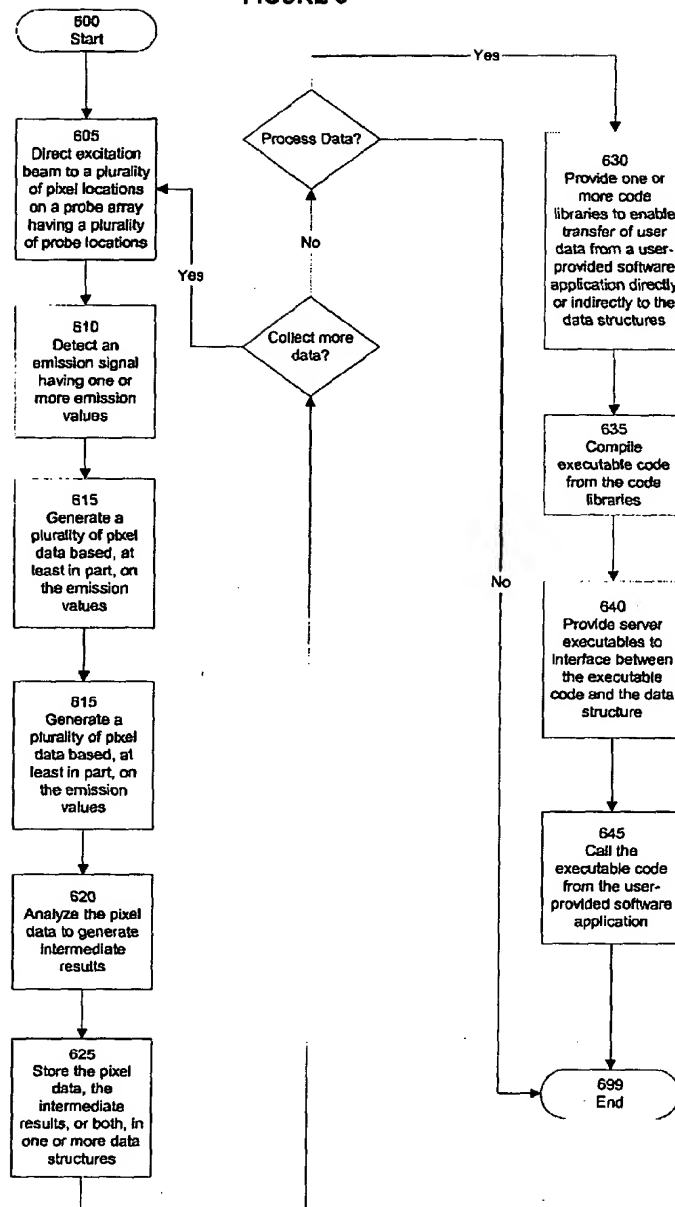 FIGURE 6
600
Start
605
Direct excitation
beam to a plurality
of pixel locations
on a probe array
having a plurality
of probe locations
610
Detect an
emission signal
having one or
more emission
values
615
Generate a
plurality of pixel
data based, at
least in part, on
the emission
values
615
Generate a
plurality of pixel
data based, at
least in part, on
the emission
values
620
Analyze the pixel
data to generate
intermediate
results
625
Store the pixel
data, the
intermediate
results, or both, in
one or more data
structures
Yes
Collect more
data?
No
Process Data?
Yes
No
630
Provide one or
more code
libraries to enable
transfer of user
data from a user-
provided software
application directly
or indirectly to the
data structures
635
Compile
executable code
from the code
libraries
640
Provide server
executables to
interface between
the executable
code and the data
structure
645
Call the
executable code
from the user-
provided software
application
699
End